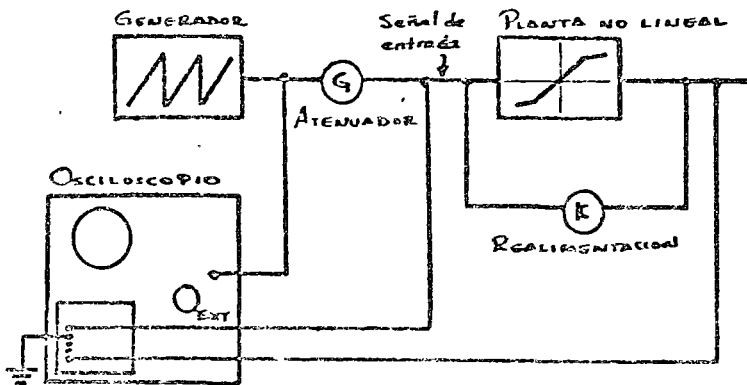 GENERADOR
Señal de
entrada
PLANTA NO LINEAL
G
ATENUADOR
OSCILOSCOPIO
K
REALIMENTACION
EXT